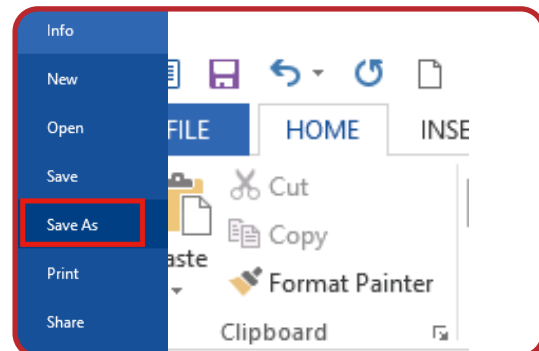 Info
New
Open
Save
Save As
Print
Share
FILE HOME INSE
Cut
Copy
aste
Format Painter
Clipboard